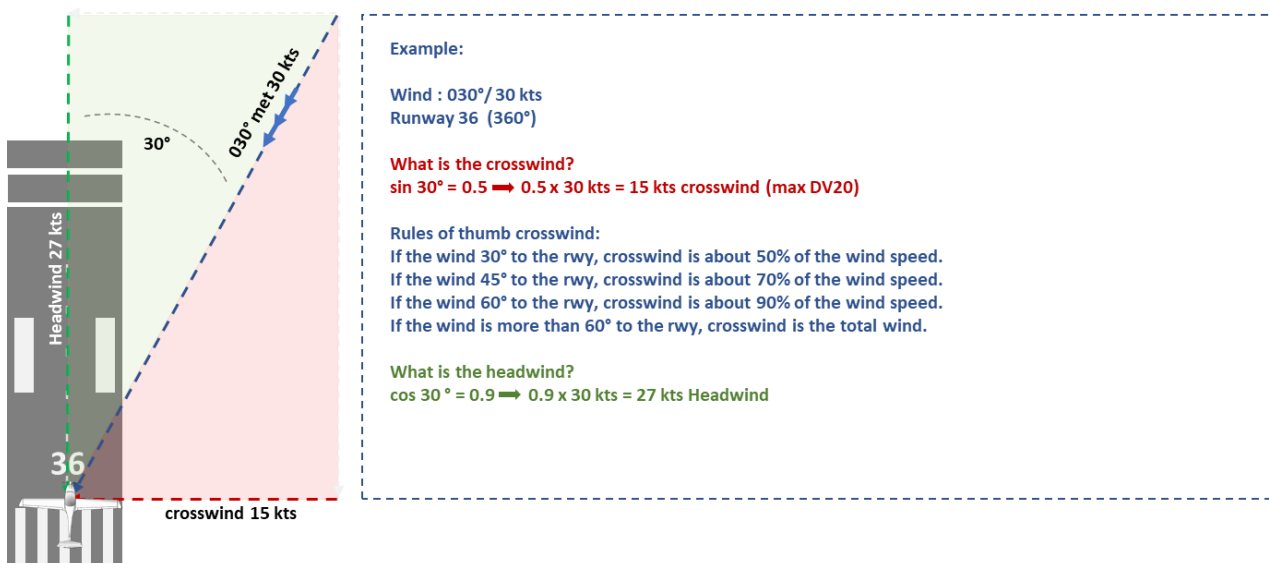 030° met 30 kts
30°
Headwind 27 kts
36
crosswind 15 kts
Example:
Wind : 030°/ 30 kts
Runway 36  (360°)
What is the crosswind?
sin 30° = 0.5 ➡ 0.5 x 30 kts = 15 kts crosswind (max DV20)
Rules of thumb crosswind:
If the wind 30° to the rwy, crosswind is about 50% of the wind speed.
If the wind 45° to the rwy, crosswind is about 70% of the wind speed.
If the wind 60° to the rwy, crosswind is about 90% of the wind speed.
If the wind is more than 60° to the rwy, crosswind is the total wind.
What is the headwind?
cos 30 ° = 0.9 ➡ 0.9 x 30 kts = 27 kts Headwind